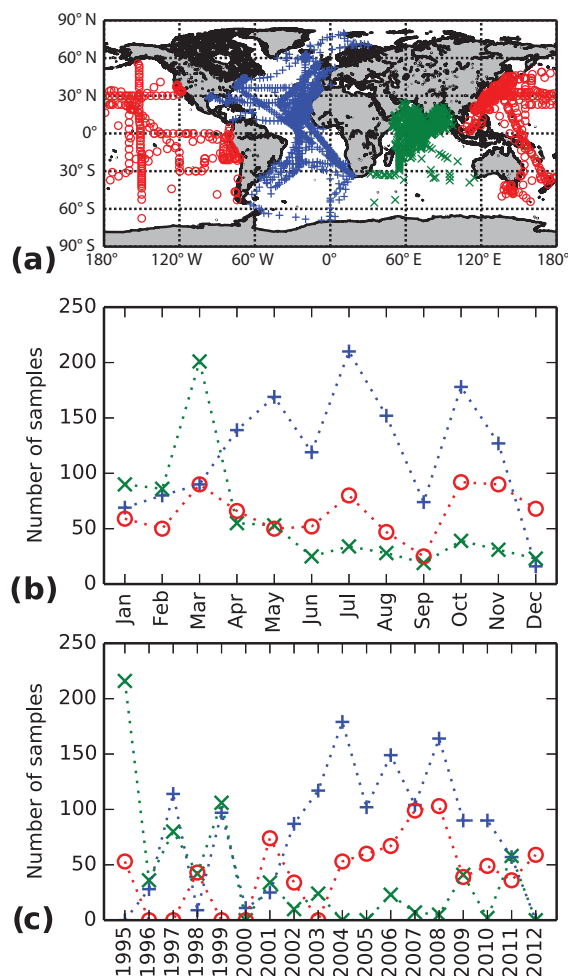 90° N
60° N
30° N
0°
30° S
60° S
90° S
180° 120° W 60° W 0° 60° E 120° E 180°
(a)
250
200
150
100
50
0
Number of samples
Jan Feb Mar Apr May Jun Jul Aug Sep Oct Nov Dec
(b)
250
200
150
100
50
0
Number of samples
1995 1996 1997 1998 1999 2000 2001 2002 2003 2004 2005 2006 2007 2008 2009 2010 2011 2012
(c)